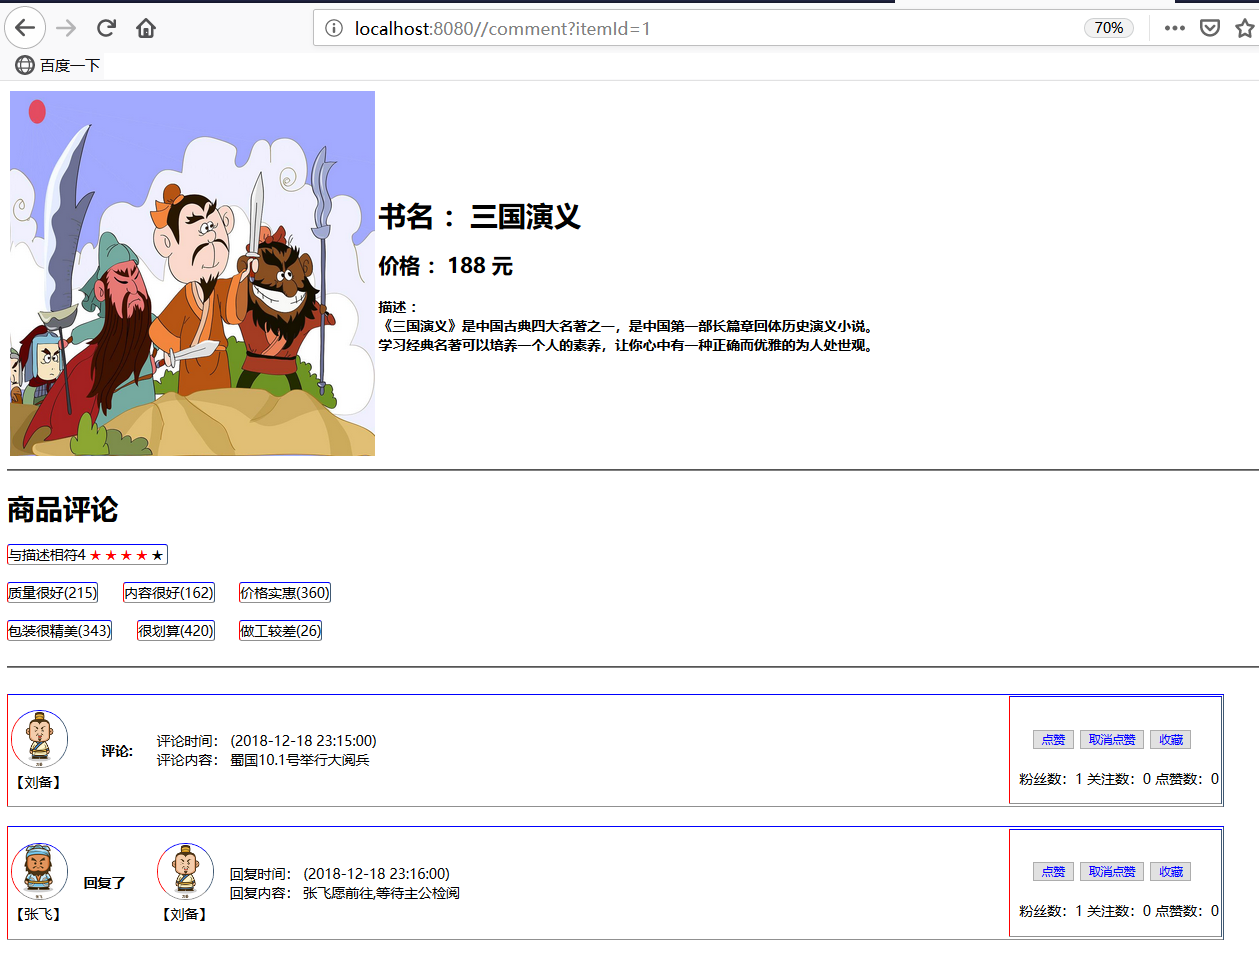 localhost:8080//comment?itemId=1
70%
百度一下
书名 : 三国演义
价格 : 188 元
描述 :
《三国演义》是中国古典四大名著之一，是中国第一部长篇章回体历史演义小说。
学习经典名著可以培养一个人的素养，让你心中有一种正确而优雅的为人处世观。
商品评论
与描述相符4 ★ ★ ★ ★ ★
质量很好(215) 内容很好(162) 价格实惠(360)
包装很精美(343) 很划算(420) 做工较差(26)
评论:
评论时间： (2018-12-18 23:15:00)
评论内容： 蜀国10.1号举行大阅兵
【刘备】
点赞 取消点赞 收藏
粉丝数：1 关注数：0 点赞数：0
回复了
回复时间： (2018-12-18 23:16:00)
回复内容： 张飞愿前往,等待主公检阅
【张飞】 【刘备】
点赞 取消点赞 收藏
粉丝数：1 关注数：0 点赞数：0